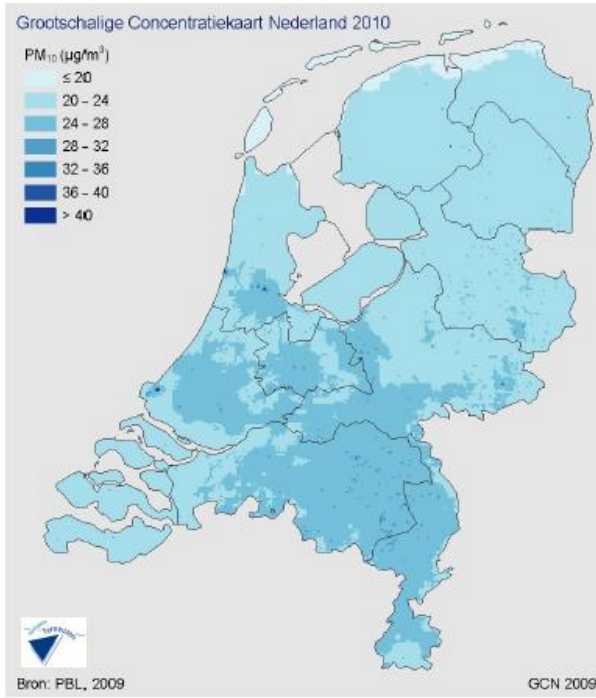 Grootschalige Concentratiekaart Nederland 2010
PM₁₀ (µg/m³)
≤ 20
20 – 24
24 – 28
28 – 32
32 – 36
36 – 40
> 40
Bron: PBL, 2009
GCN 2009